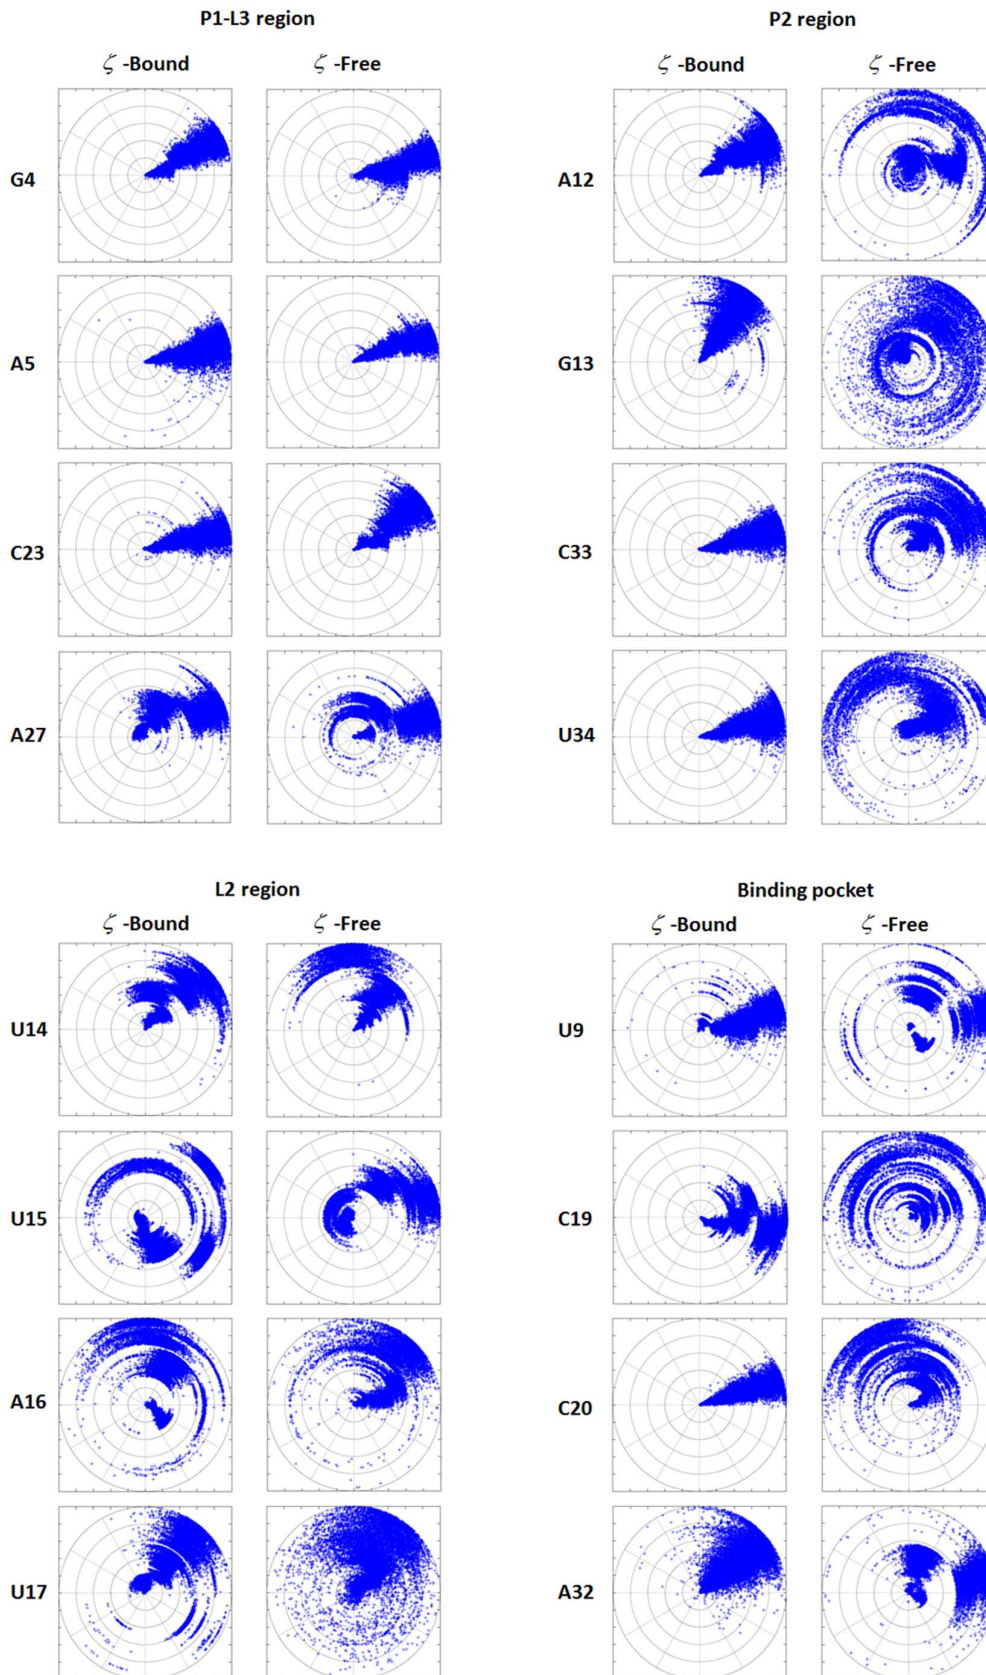 P1-L3 region
ζ -Bound
ζ -Free
G4
A5
C23
A27
P2 region
ζ -Bound
ζ -Free
A12
G13
C33
U34
L2 region
ζ -Bound
ζ -Free
U14
U15
A16
U17
Binding pocket
ζ -Bound
ζ -Free
U9
C19
C20
A32